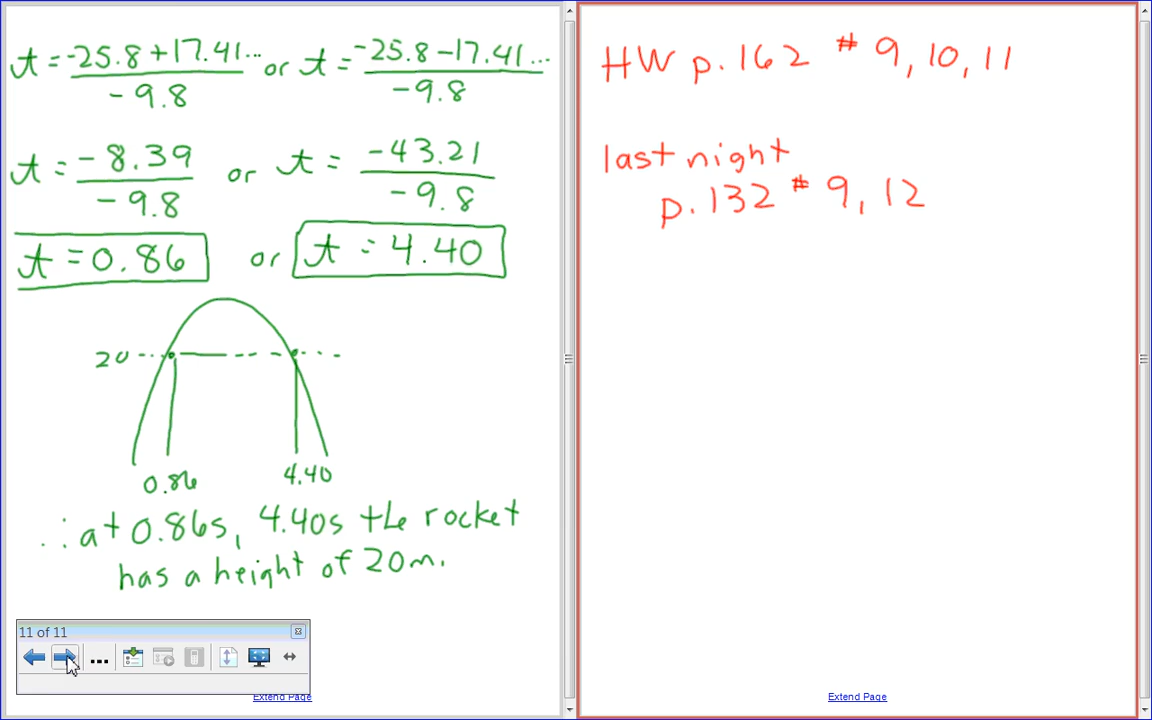 t = -25.8+17.41... / -9.8 or t = -25.8-17.41... / -9.8
t = -8.39 / -9.8 or t = -43.21 / -9.8
t = 0.86 or t = 4.40
20
0.86 4.40
∴ at 0.86s, 4.40s the rocket
has a height of 20m.
11 of 11
Extend Page
HW p.162 # 9, 10, 11
last night
p.132 # 9, 12
Extend Page